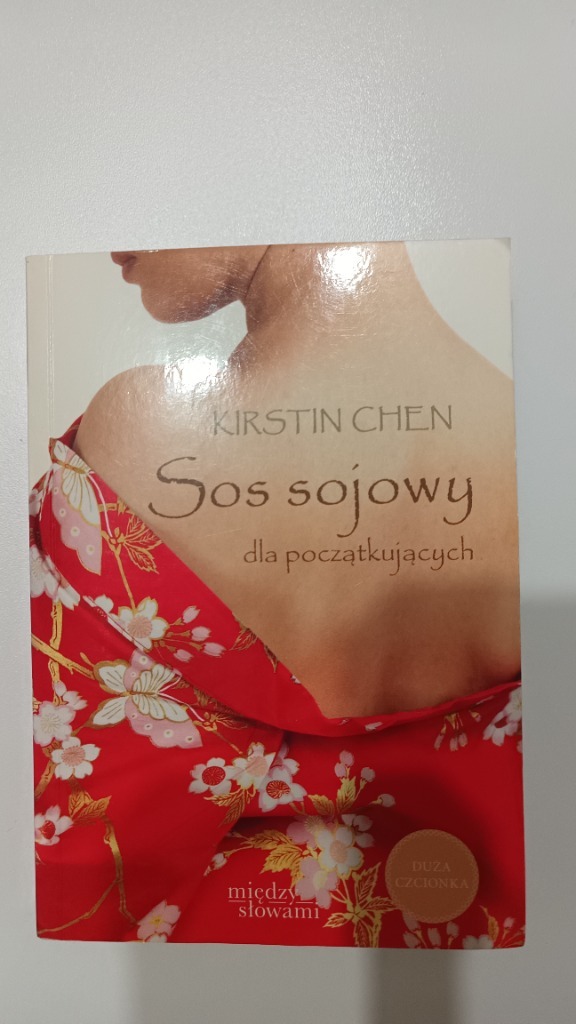 KIRSTIN CHEN
Sos sojowy
dla początkujących
DUŻA
CZCIONKA
między
słowami